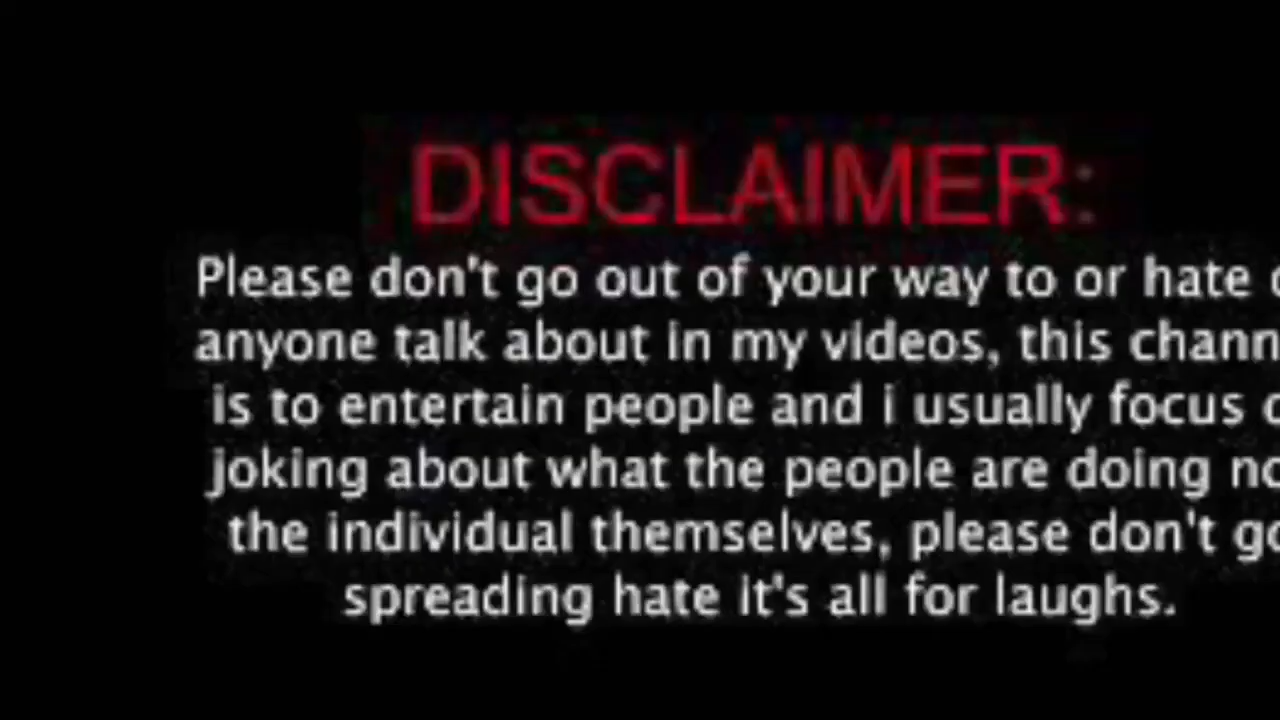 DISCLAIMER:
Please don't go out of your way to or hate
anyone talk about in my videos, this
is to entertain people and i usually focus
joking about what the people are doing
the individual themselves, please don't
spreading hate it's all for laughs.